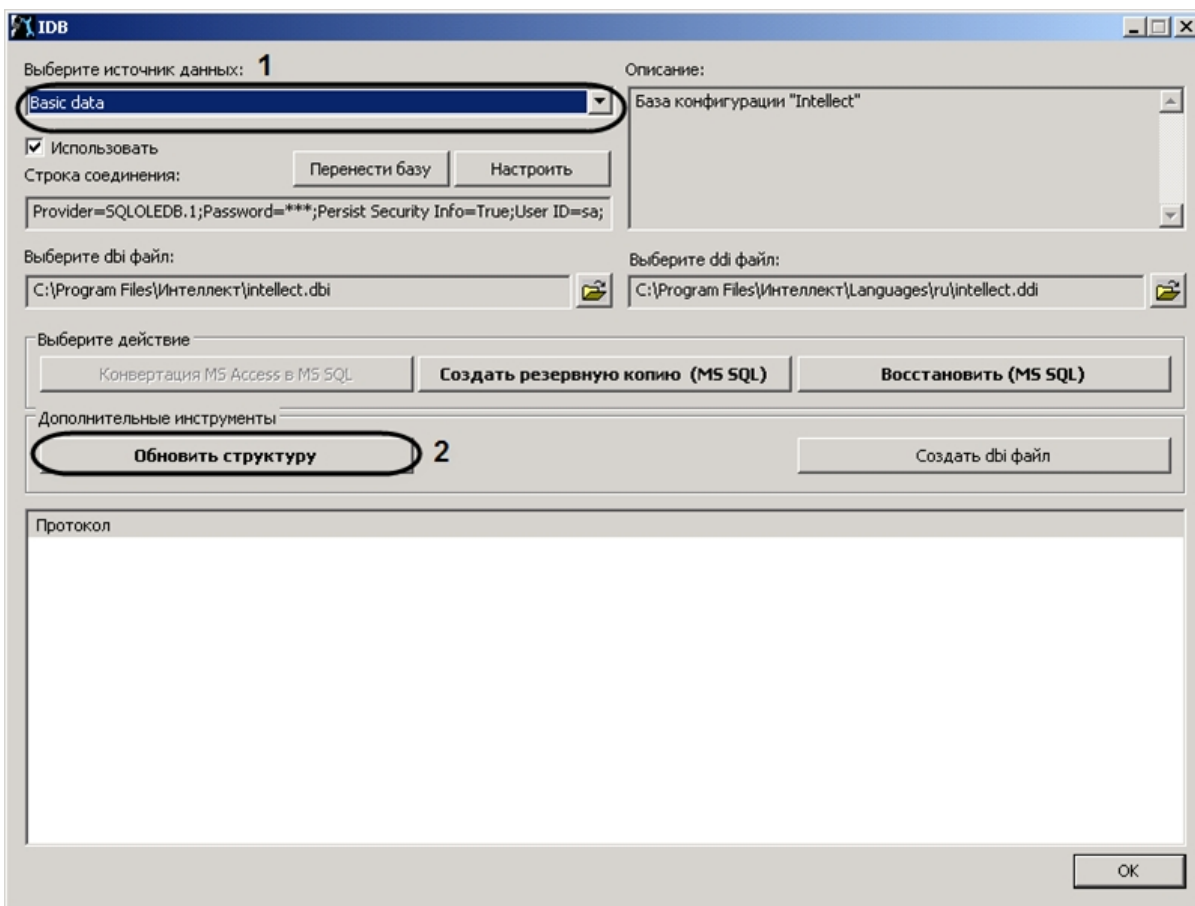 IDB
Выберите источник данных: 1
Описание:
Basic data
База конфигурации "Intellect"
Использовать
Строка соединения:
Перенести базу
Настроить
Provider=SQLOLEDB.1;Password=***;Persist Security Info=True;User ID=sa;
Выберите dbi файл:
Выберите ddi файл:
C:\Program Files\Интеллект\intellect.dbi
C:\Program Files\Интеллект\Languages\ru\intellect.ddi
Выберите действие
Конвертация MS Access в MS SQL
Создать резервную копию (MS SQL)
Восстановить (MS SQL)
Дополнительные инструменты
Обновить структуру 2
Создать dbi файл
Протокол
OK